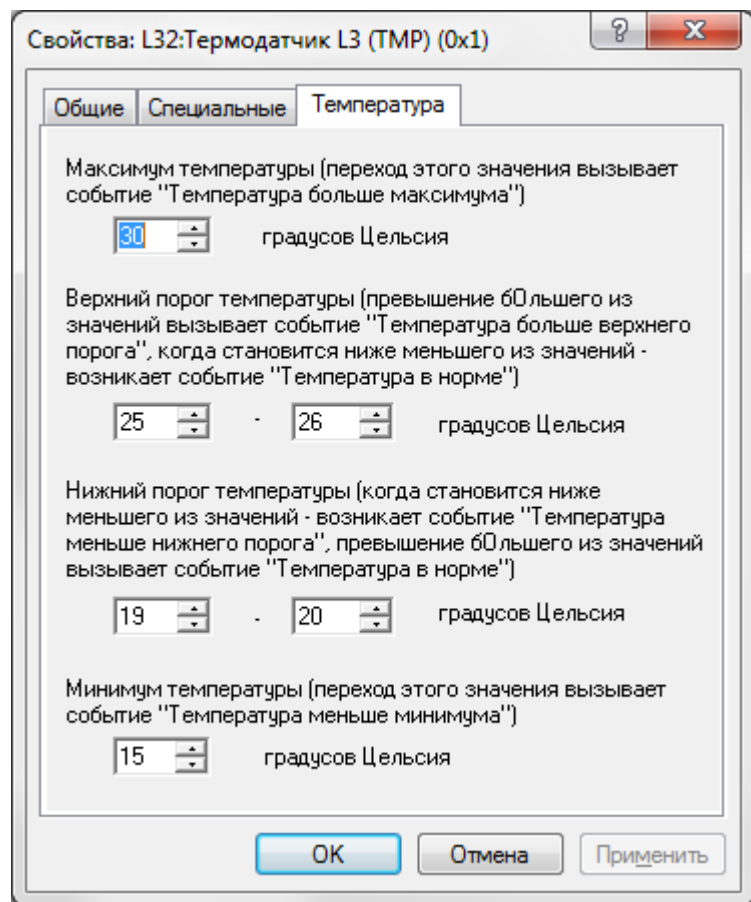 Свойства: L32:Термодатчик L3 (TMP) (0x1)
Общие Специальные Температура
Максимум температуры (переход этого значения вызывает
событие "Температура больше максимума")
30 градусов Цельсия
Верхний порог температуры (превышение бОльшего из
значений вызывает событие "Температура больше верхнего
порога", когда становится ниже меньшего из значений -
возникает событие "Температура в норме")
25 - 26 градусов Цельсия
Нижний порог температуры (когда становится ниже
меньшего из значений - возникает событие "Температура
меньше нижнего порога", превышение бОльшего из значений
вызывает событие "Температура в норме")
19 - 20 градусов Цельсия
Минимум температуры (переход этого значения вызывает
событие "Температура меньше минимума")
15 градусов Цельсия
OK Отмена Применить